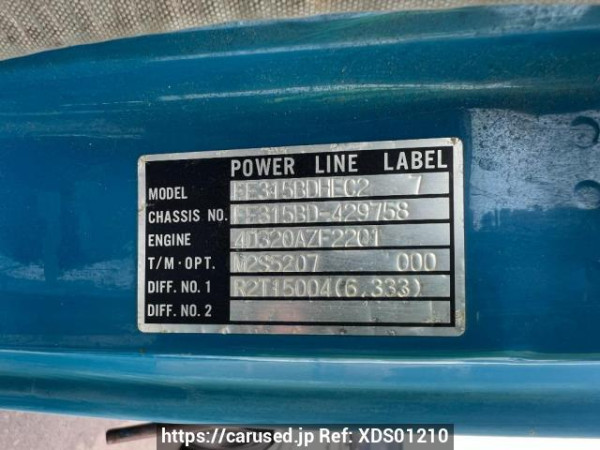 POWER LINE LABEL
MODEL FE315BDHEC2 7
CHASSIS NO. FE315BD-429758
ENGINE 4D320AZF2201
T/M·OPT. M2S5207 000
DIFF. NO. 1 R2T15004(6.333)
DIFF. NO. 2
https://carused.jp Ref: XDS01210